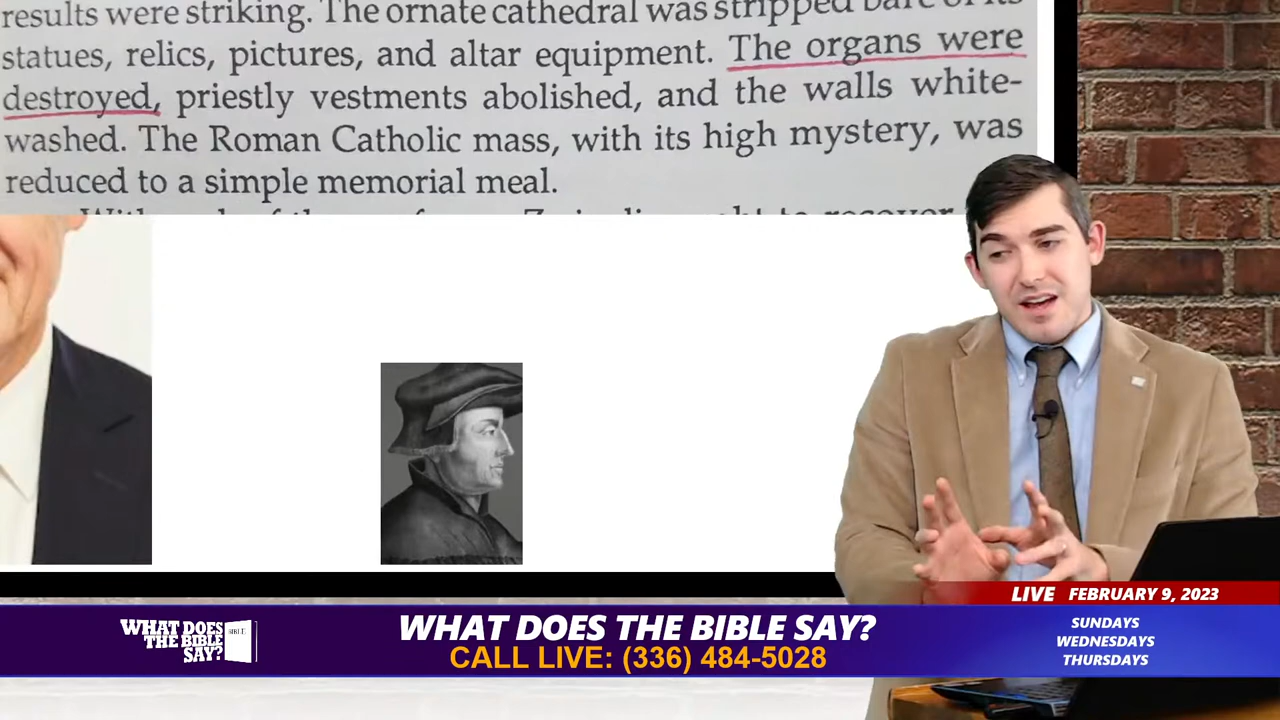 results were striking. The ornate cathedral was stripped bare of its
statues, relics, pictures, and altar equipment. The organs were
destroyed, priestly vestments abolished, and the walls white-
washed. The Roman Catholic mass, with its high mystery, was
reduced to a simple memorial meal.
LIVE FEBRUARY 9, 2023
WHAT DOES
THE BIBLE
SAY?
BIBLE
WHAT DOES THE BIBLE SAY?
CALL LIVE: (336) 484-5028
SUNDAYS
WEDNESDAYS
THURSDAYS